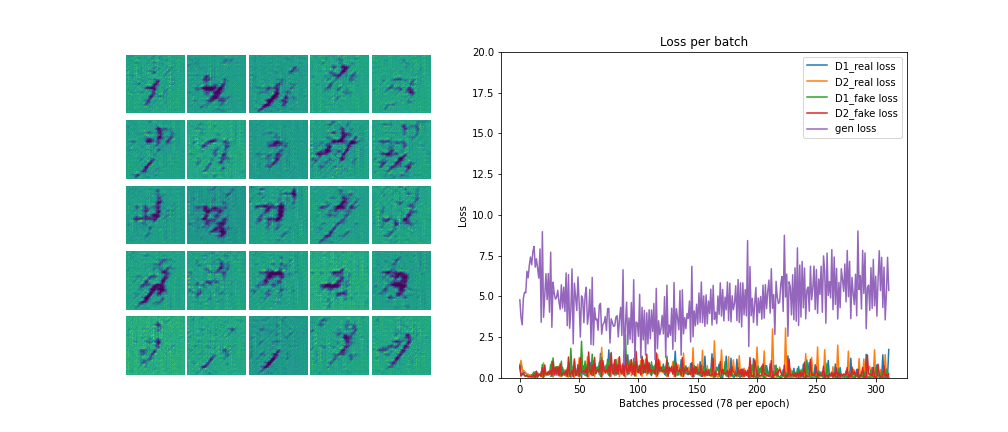 Loss per batch
20.0
17.5
15.0
12.5
10.0
7.5
5.0
2.5
0.0
Loss
D1_real loss
D2_real loss
D1_fake loss
D2_fake loss
gen loss
0 50 100 150 200 250 300
Batches processed (78 per epoch)